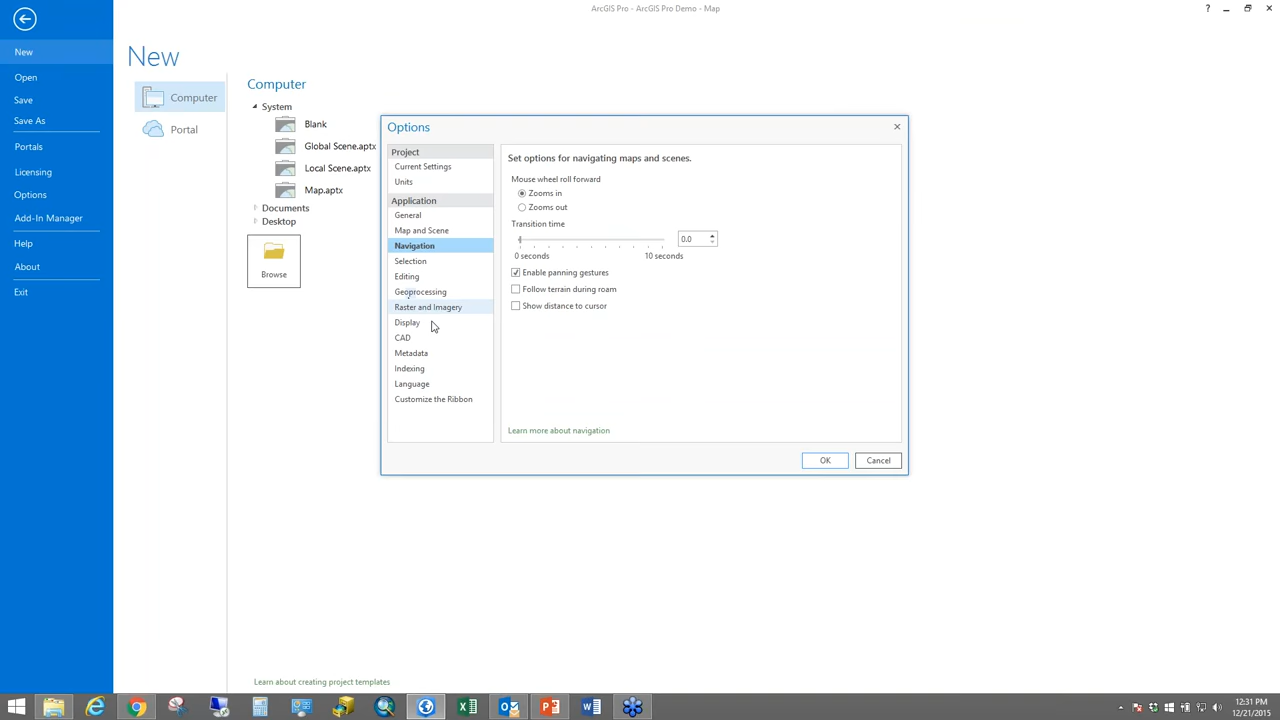 ArcGIS Pro - ArcGIS Pro Demo - Map
?
New
Open
Save
Save As
Portals
Licensing
Options
Add-In Manager
Help
About
Exit
New
Computer
Portal
Computer
System
Blank
Global Scene.aptx
Local Scene.aptx
Map.aptx
Documents
Desktop
Browse
Learn about creating project templates
Options
Project
Current Settings
Units
Application
General
Map and Scene
Navigation
Selection
Editing
Geoprocessing
Raster and Imagery
Display
CAD
Metadata
Indexing
Language
Customize the Ribbon
Set options for navigating maps and scenes.
Mouse wheel roll forward
Zooms in
Zooms out
Transition time
0.0
0 seconds 10 seconds
Enable panning gestures
Follow terrain during roam
Show distance to cursor
Learn more about navigation
OK Cancel
12:31 PM
12/21/2015